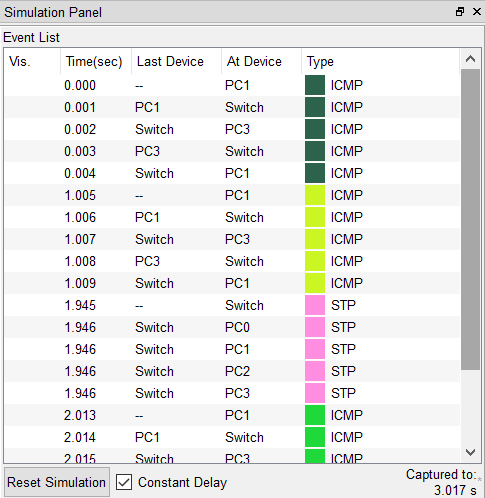 Simulation Panel
Event List
Vis. Time(sec) Last Device At Device Type
0.000 -- PC1 ICMP
0.001 PC1 Switch ICMP
0.002 Switch PC3 ICMP
0.003 PC3 Switch ICMP
0.004 Switch PC1 ICMP
1.005 -- PC1 ICMP
1.006 PC1 Switch ICMP
1.007 Switch PC3 ICMP
1.008 PC3 Switch ICMP
1.009 Switch PC1 ICMP
1.945 -- Switch STP
1.946 Switch PC0 STP
1.946 Switch PC1 STP
1.946 Switch PC2 STP
1.946 Switch PC3 STP
2.013 -- PC1 ICMP
2.014 PC1 Switch ICMP
2.015 Switch PC3 ICMP
Reset Simulation Constant Delay Captured to:*
3.017 s